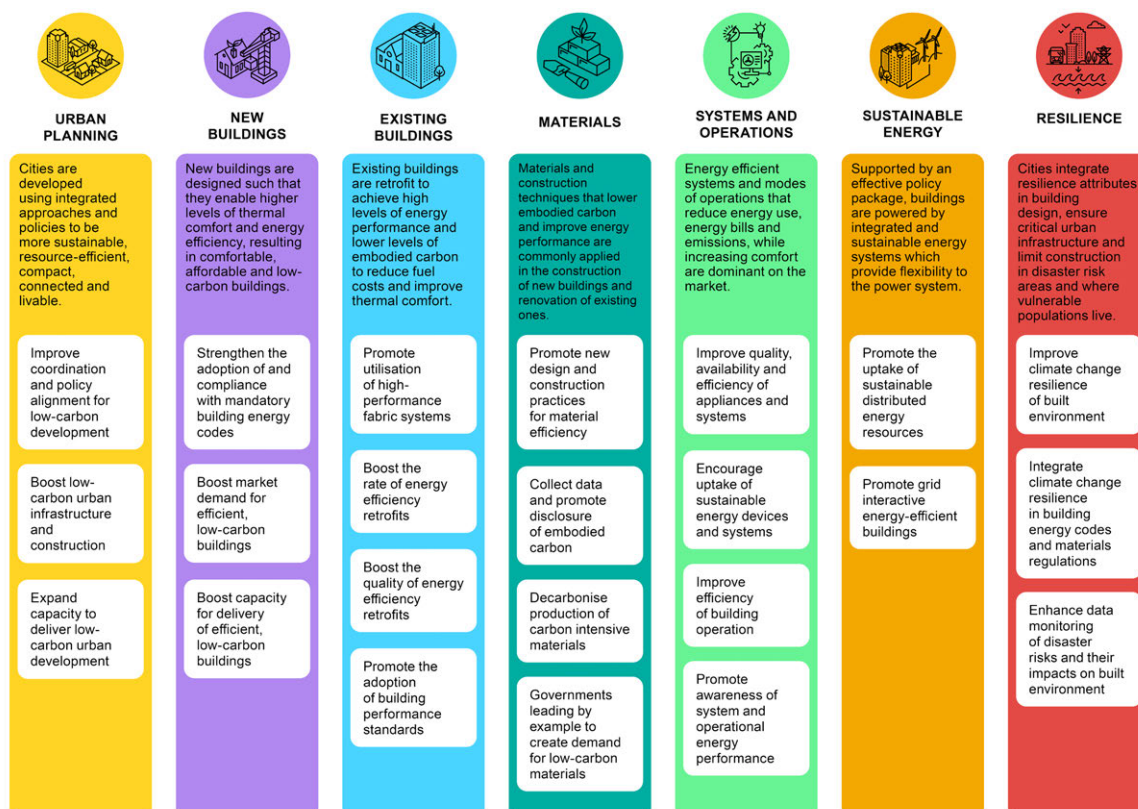 URBAN
PLANNING
Cities are
developed
using integrated
approaches and
policies to be
more sustainable,
resource-efficient,
compact,
connected and
livable.
Improve
coordination
and policy
alignment for
low-carbon
development
Boost low-
carbon urban
infrastructure
and
construction
Expand
capacity to
deliver low-
carbon urban
development
NEW
BUILDINGS
New buildings are
designed such that
they enable higher
levels of thermal
comfort and energy
efficiency, resulting
in comfortable,
affordable and low-
carbon buildings.
Strengthen the
adoption of and
compliance
with mandatory
building energy
codes
Boost market
demand for
efficient,
low-carbon
buildings
Boost capacity
for delivery
of efficient,
low-carbon
buildings
EXISTING
BUILDINGS
Existing buildings
are retrofit to
achieve high
levels of energy
performance and
lower levels of
embodied carbon
to reduce fuel
costs and improve
thermal comfort.
Promote
utilisation
of high-
performance
fabric systems
Boost the
rate of energy
efficiency
retrofits
Boost the
quality of energy
efficiency
retrofits
Promote the
adoption
of building
performance
standards
MATERIALS
Materials and
construction
techniques that lower
embodied carbon
and improve energy
performance are
commonly applied
in the construction
of new buildings and
renovation of existing
ones.
Promote new
design and
construction
practices
for material
efficiency
Collect data
and promote
disclosure
of embodied
carbon
Decarbonise
production of
carbon intensive
materials
Governments
leading by
example to
create demand
for low-carbon
materials
SYSTEMS AND
OPERATIONS
Energy efficient
systems and modes
of operations that
reduce energy use,
energy bills and
emissions, while
increasing comfort
are dominant on the
market.
Improve quality,
availability and
efficiency of
appliances and
systems
Encourage
uptake of
sustainable
energy devices
and systems
Improve
efficiency
of building
operation
Promote
awareness of
system and
operational
energy
performance
SUSTAINABLE
ENERGY
Supported by an
effective policy
package, buildings
are powered by
integrated and
sustainable energy
systems which
provide flexibility to
the power system.
Promote the
uptake of
sustainable
distributed
energy
resources
Promote grid
interactive
energy-efficient
buildings
RESILIENCE
Cities integrate
resilience attributes
in building
design, ensure
critical urban
infrastructure and
limit construction
in disaster risk
areas and where
vulnerable
populations live.
Improve
climate change
resilience
of built
environment
Integrate
climate change
resilience
in building
energy codes
and materials
regulations
Enhance data
monitoring
of disaster
risks and their
impacts on built
environment